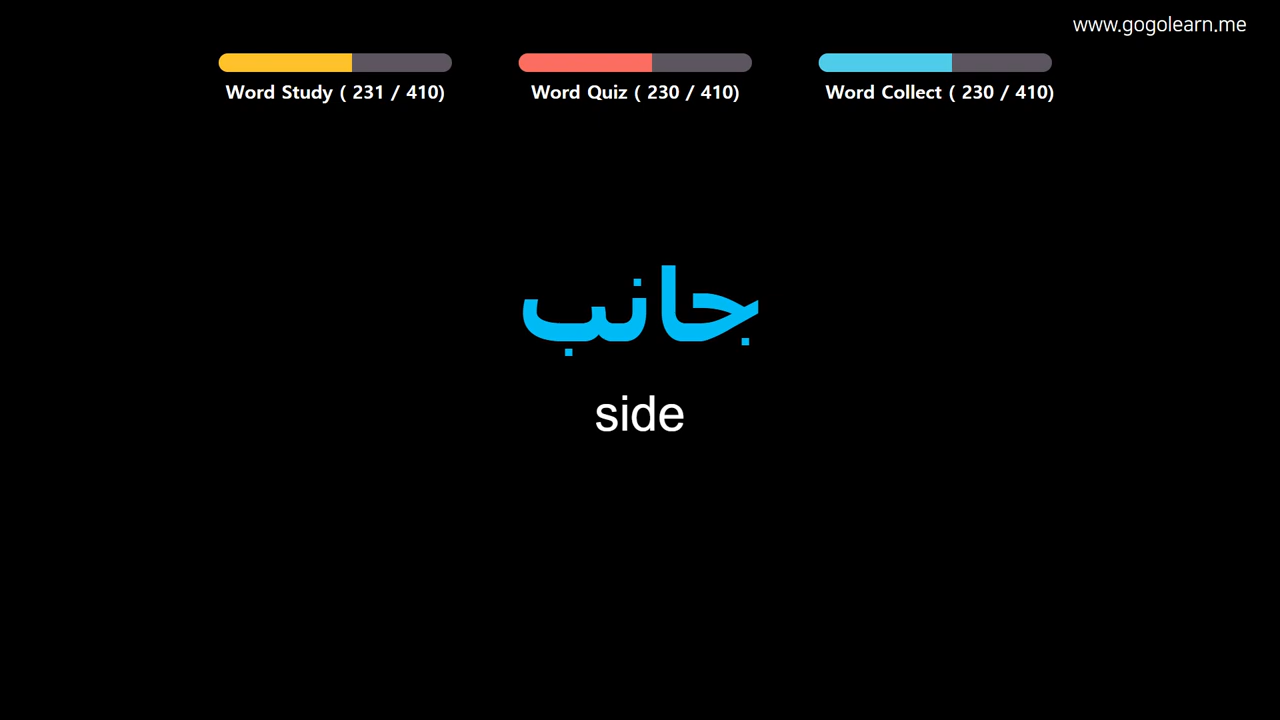 www.gogolearn.me
Word Study ( 231 / 410)
Word Quiz ( 230 / 410)
Word Collect ( 230 / 410)
جانب
side